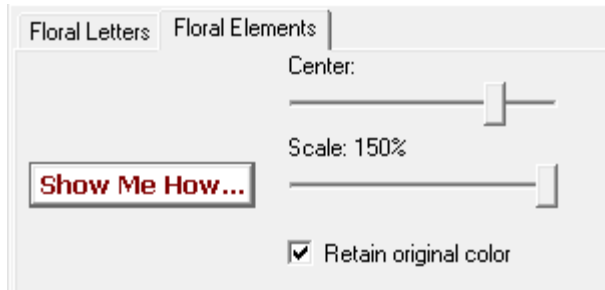 Floral Letters
Floral Elements
Center:
Scale: 150%
Show Me How...
Retain original color